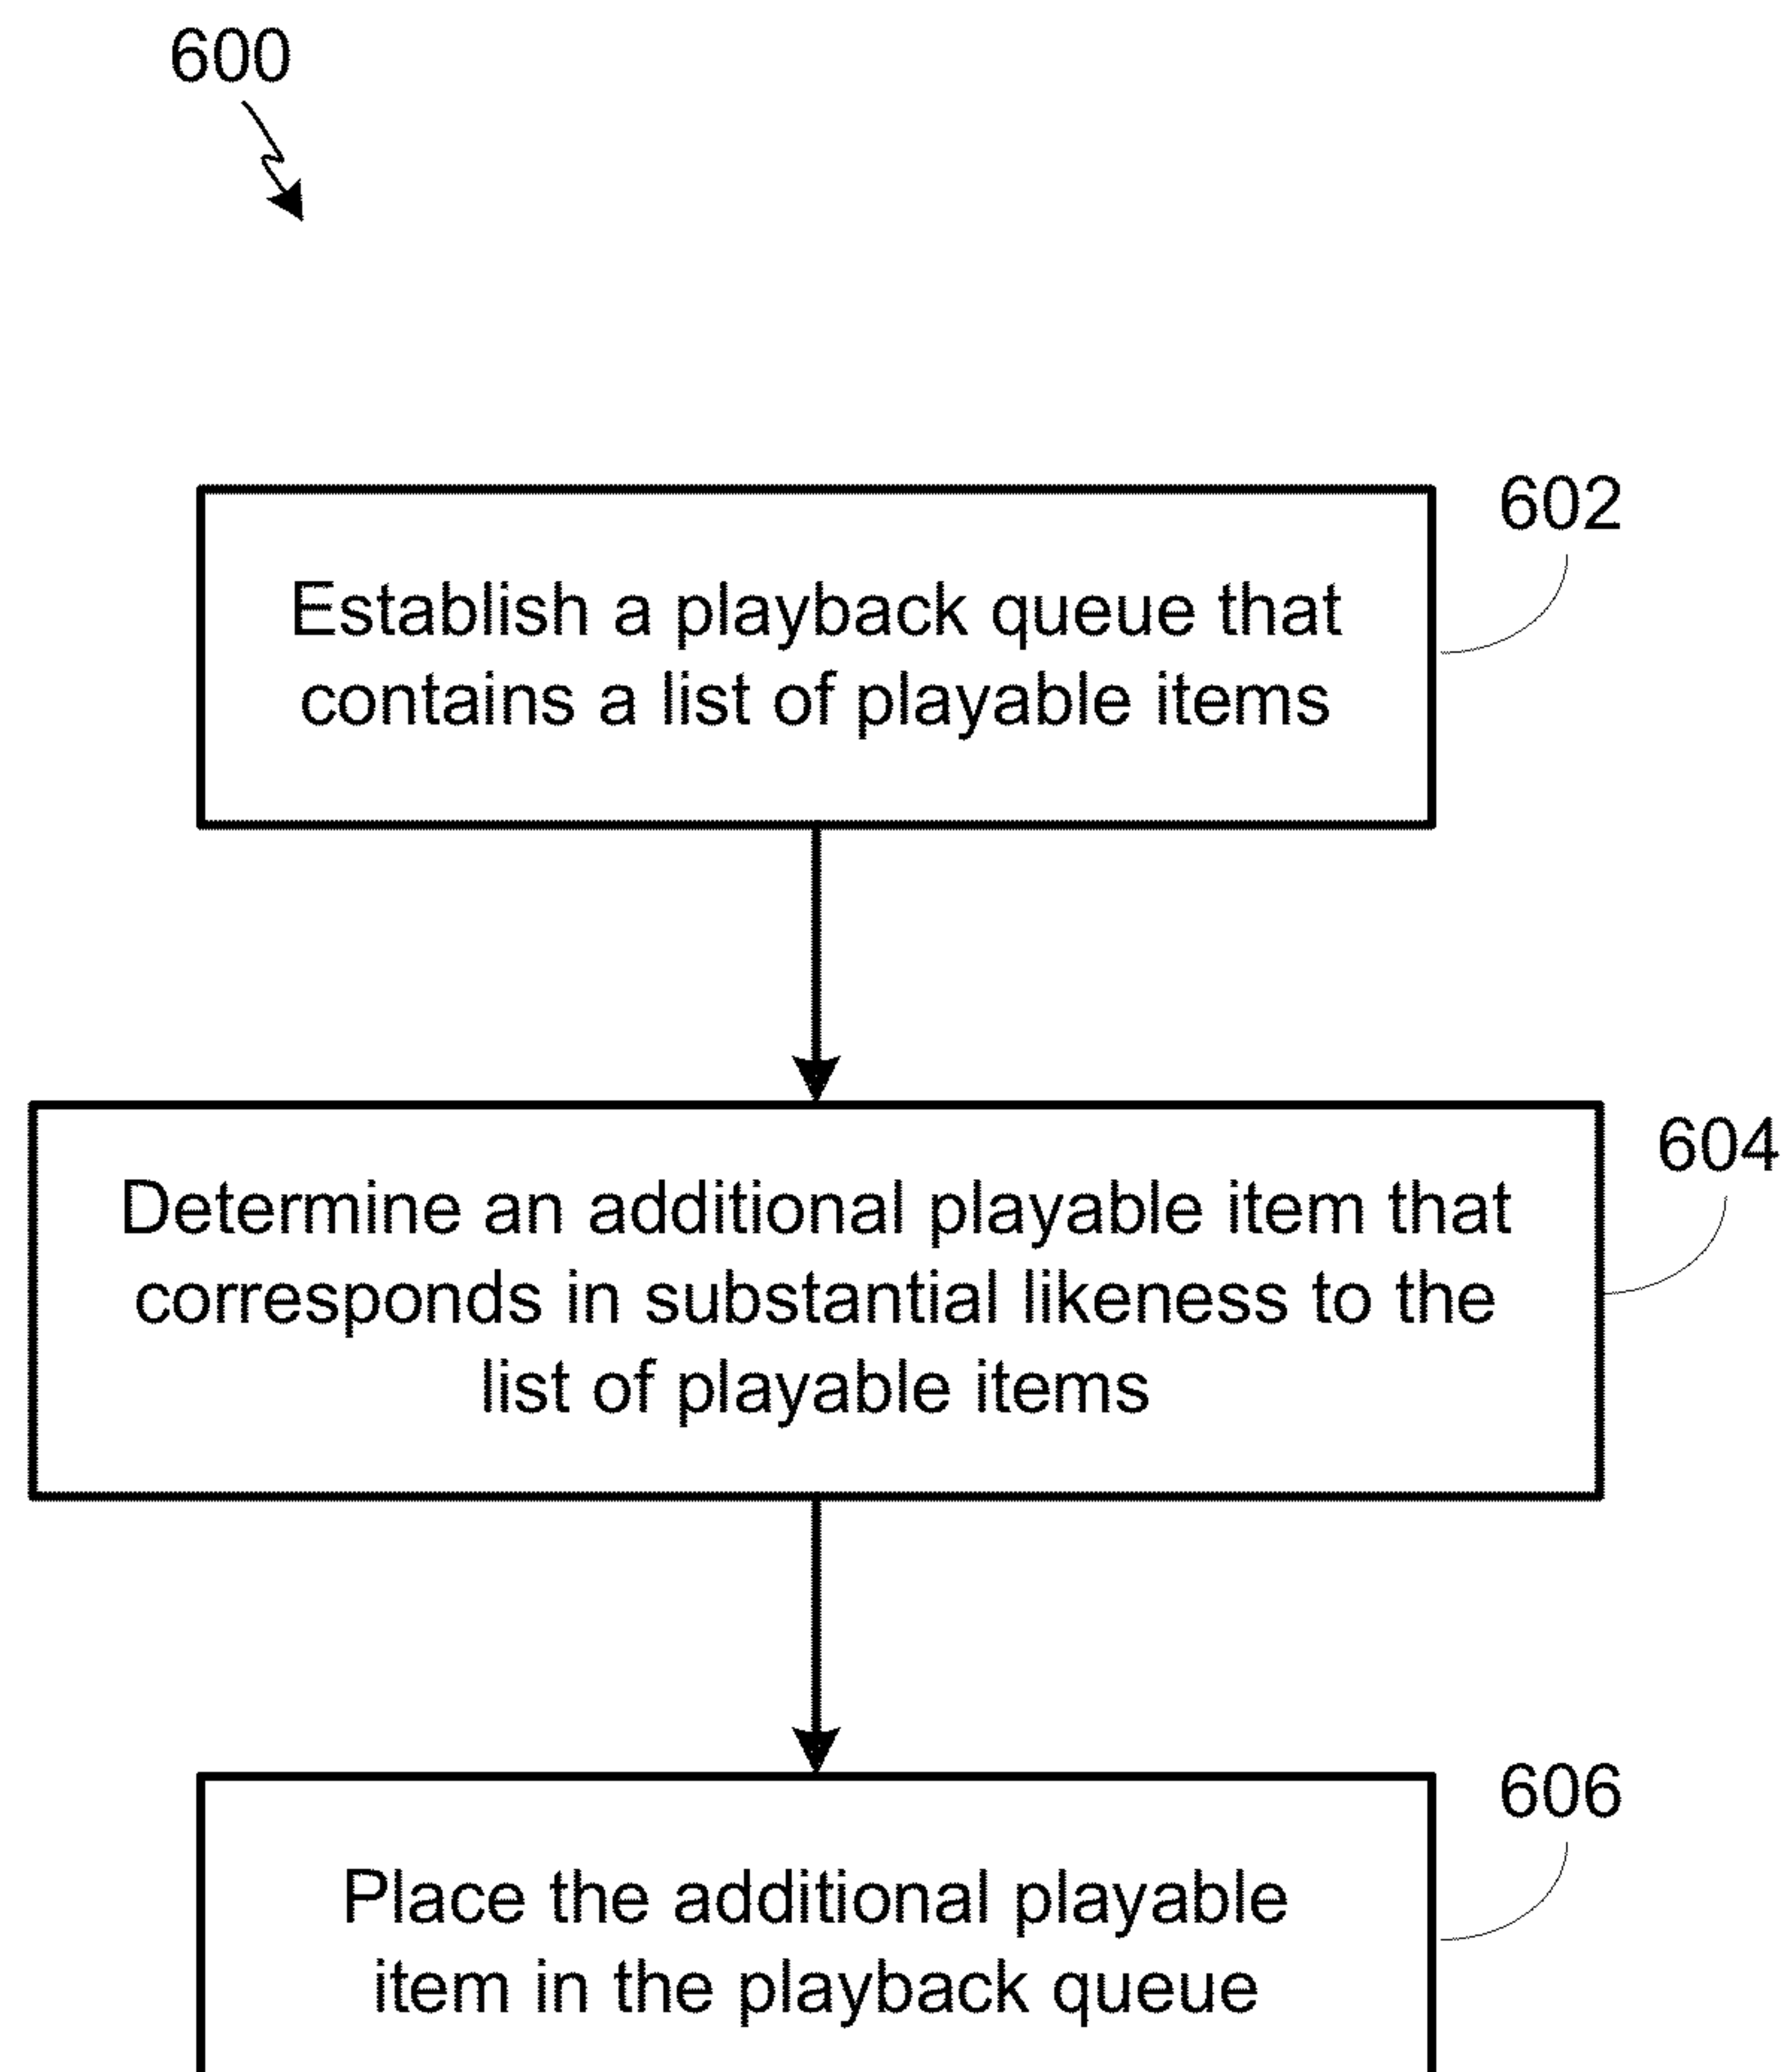 600
602
Establish a playback queue that
contains a list of playable items
604
Determine an additional playable item that
corresponds in substantial likeness to the
list of playable items
606
Place the additional playable
item in the playback queue